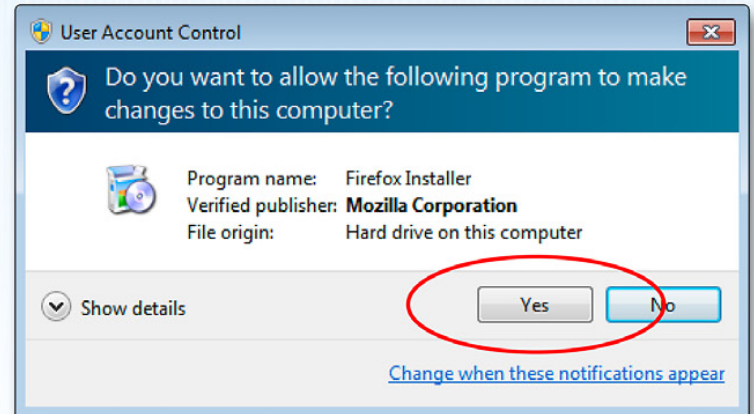 User Account Control
Do you want to allow the following program to make
changes to this computer?
Program name: Firefox Installer
Verified publisher: Mozilla Corporation
File origin: Hard drive on this computer
Show details Yes No
Change when these notifications appear